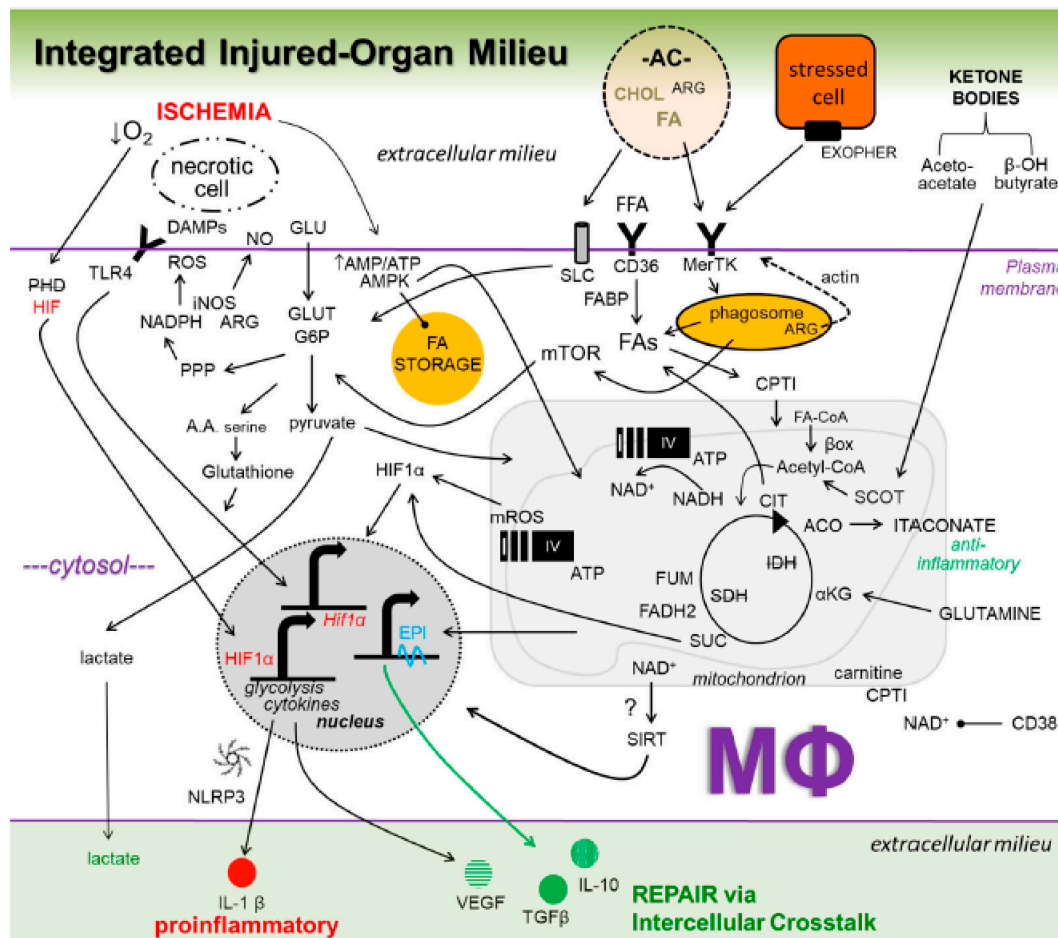 Integrated Injured-Organ Milieu
-AC-
CHOL ARG
FA
stressed
cell
EXOPHER
KETONE
BODIES
Aceto-
acetate
β-OH
butyrate
ISCHEMIA
↓O2
necrotic
cell
extracellular milieu
DAMPs
NO
GLU
FFA
TLR4
ROS
↑AMP/ATP
AMPK
SLC
CD36
MerTK
actin
Plasma
membrane
PHD
HIF
iNOS
NADPH
ARG
GLUT
G6P
FABP
phagosome
ARG
FA
STORAGE
mTOR
FAs
PPP
CPTI
A.A. serine
pyruvate
FA-CoA
βox
Glutathione
HIF1α
IV
ATP
Acetyl-CoA
NAD+
NADH
CIT
SCOT
mROS
IV
ATP
ACO
ITACONATE
anti-
inflammatory
---cytosol---
IDH
FUM
SDH
αKG
FADH2
GLUTAMINE
SUC
Hif1α
EPI
HIF1α
lactate
glycolysis
cytokines
nucleus
NAD+
mitochondrion
carnitine
CPTI
?
SIRT
NAD+
CD38
MΦ
NLRP3
extracellular milieu
lactate
IL-1 β
proinflammatory
VEGF
TGFβ
IL-10
REPAIR via
Intercellular Crosstalk